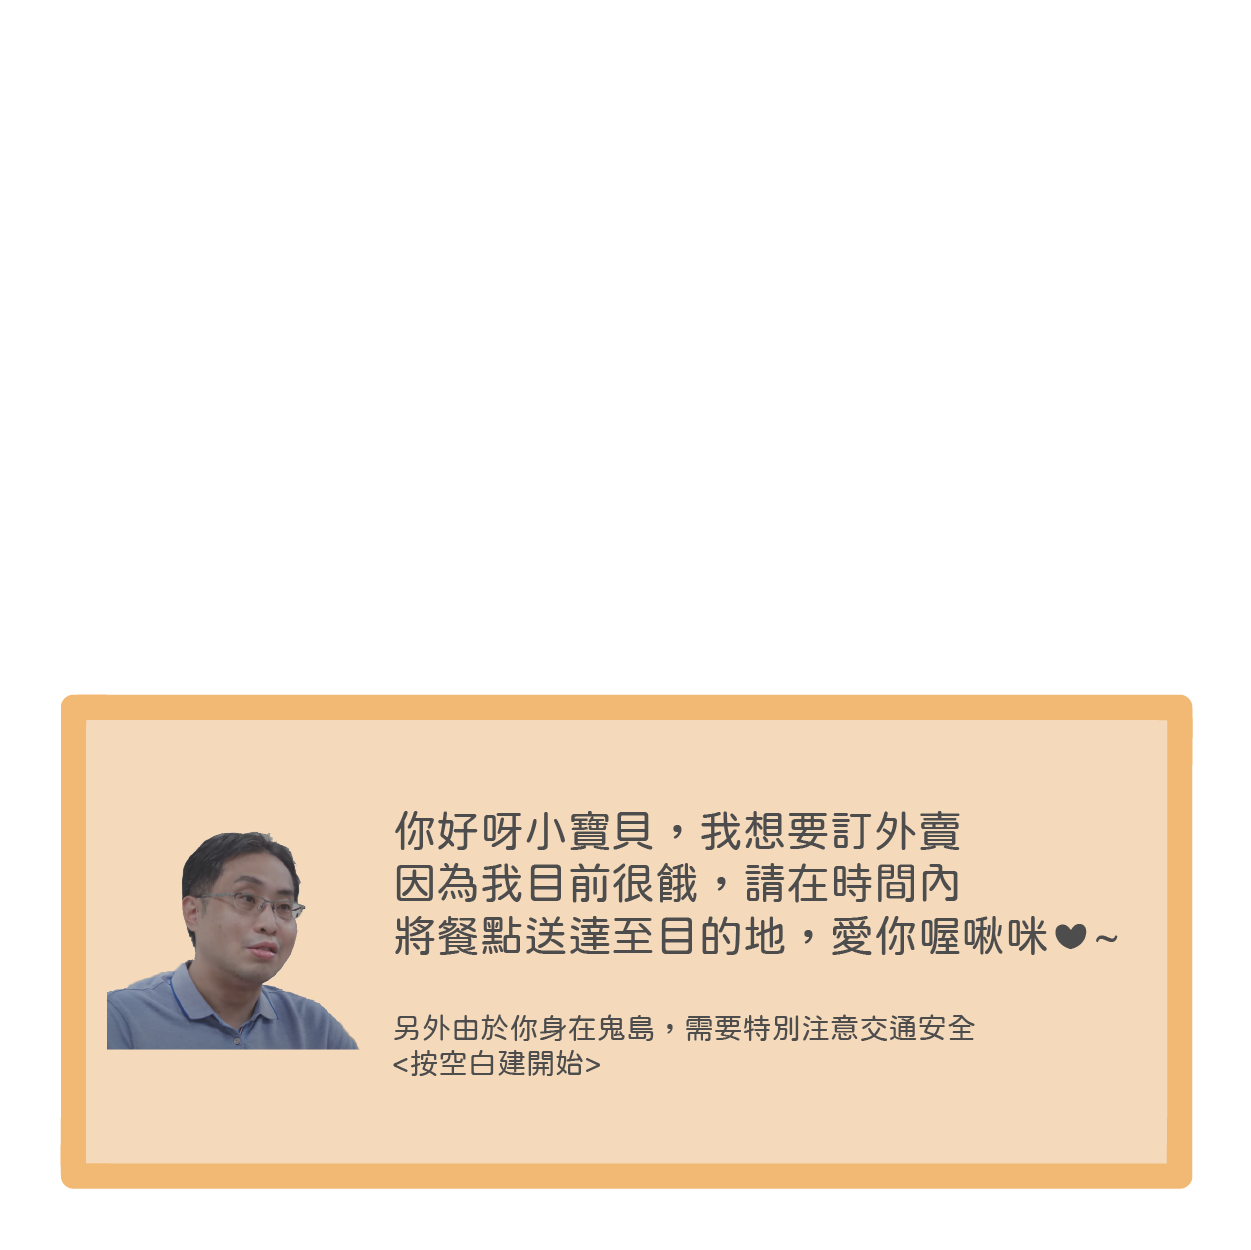 你好呀小寶貝，我想要訂外賣
因為我目前很餓，請在時間內
將餐點送達至目的地，愛你喔啾咪♥~
另外由於你身在鬼島，需要特別注意交通安全
<按空白建開始>